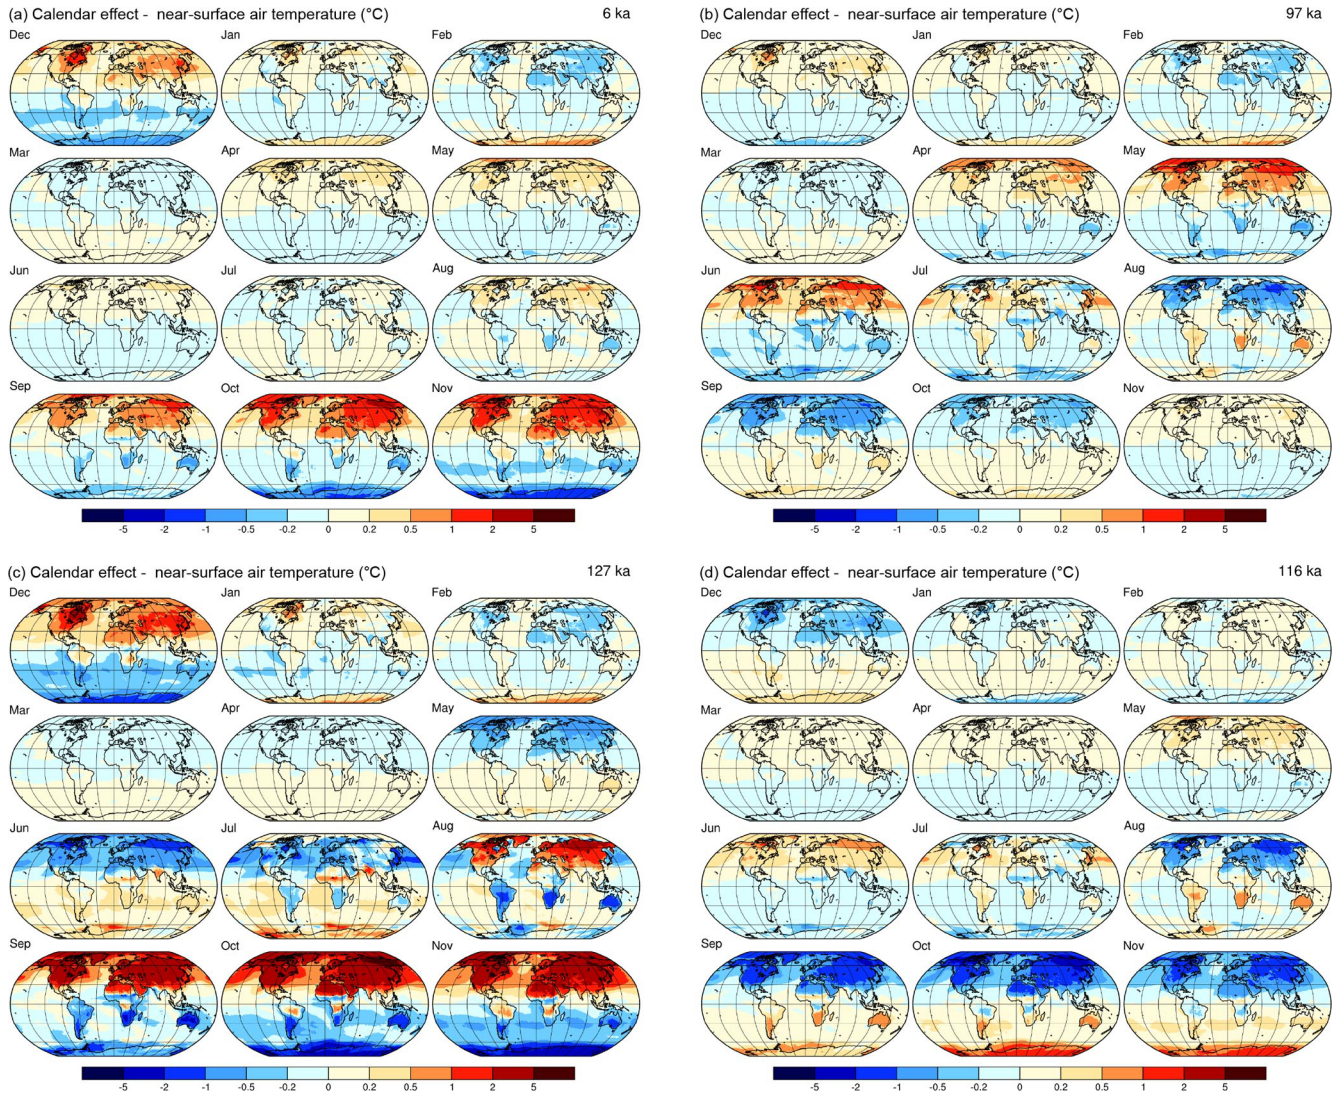 (a) Calendar effect - near-surface air temperature (°C) 6 ka
Dec Jan Feb
Mar Apr May
Jun Jul Aug
Sep Oct Nov
-5 -2 -1 -0.5 -0.2 0 0.2 0.5 1 2 5
(b) Calendar effect - near-surface air temperature (°C) 97 ka
Dec Jan Feb
Mar Apr May
Jun Jul Aug
Sep Oct Nov
-5 -2 -1 -0.5 -0.2 0 0.2 0.5 1 2 5
(c) Calendar effect - near-surface air temperature (°C) 127 ka
Dec Jan Feb
Mar Apr May
Jun Jul Aug
Sep Oct Nov
-5 -2 -1 -0.5 -0.2 0 0.2 0.5 1 2 5
(d) Calendar effect - near-surface air temperature (°C) 116 ka
Dec Jan Feb
Mar Apr May
Jun Jul Aug
Sep Oct Nov
-5 -2 -1 -0.5 -0.2 0 0.2 0.5 1 2 5